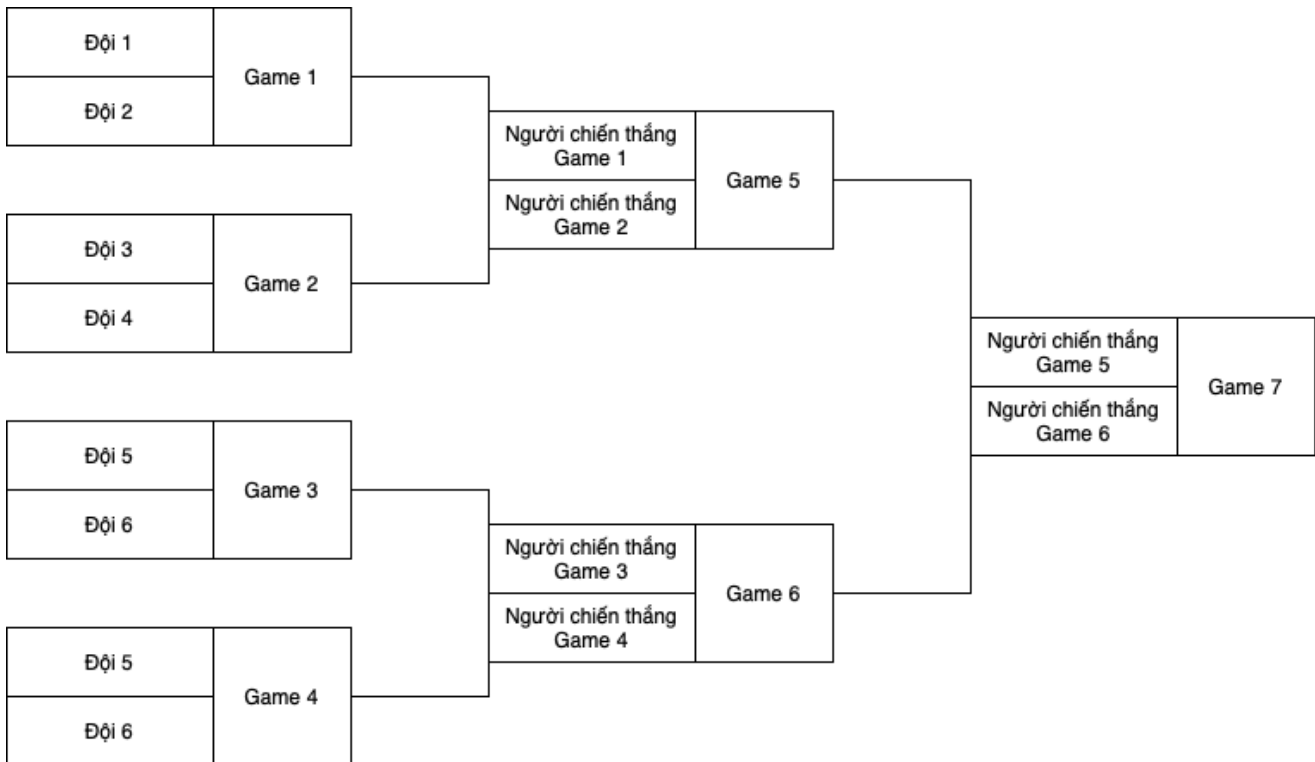 Đội 1
Game 1
Đội 2
Người chiến thắng
Game 1
Game 5
Người chiến thắng
Game 2
Đội 3
Game 2
Đội 4
Người chiến thắng
Game 5
Game 7
Người chiến thắng
Game 6
Đội 5
Game 3
Đội 6
Người chiến thắng
Game 3
Game 6
Người chiến thắng
Game 4
Đội 5
Game 4
Đội 6